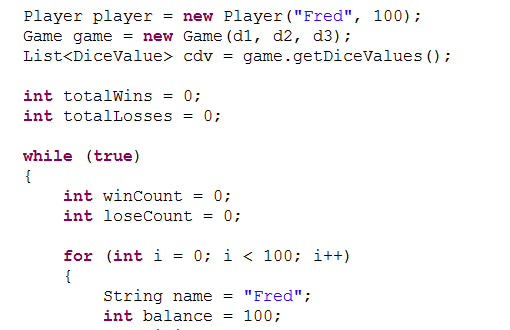 Player player = new Player("Fred", 100);
Game game = new Game(d1, d2, d3);
List<DiceValue> cdv = game.getDiceValues();
int totalWins = 0;
int totalLosses = 0;
while (true)
{
int winCount = 0;
int loseCount = 0;
for (int i = 0; i < 100; i++)
{
String name = "Fred";
int balance = 100;